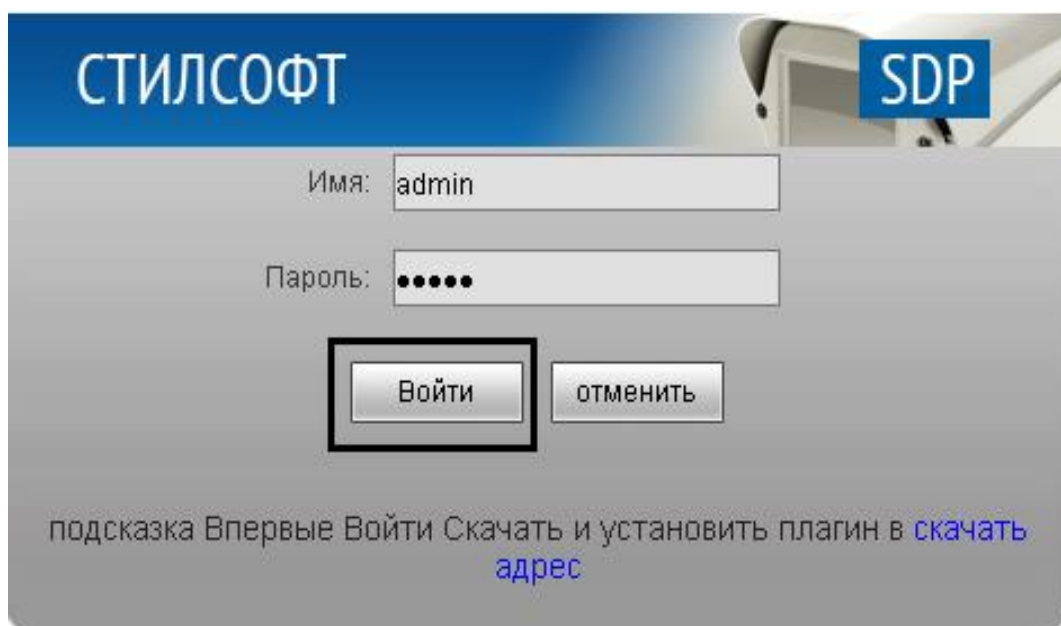 СТИЛСОФТ SDP
Имя: admin
Пароль: •••••
Войти отменить
подсказка Впервые Войти Скачать и установить плагин в скачать
адрес